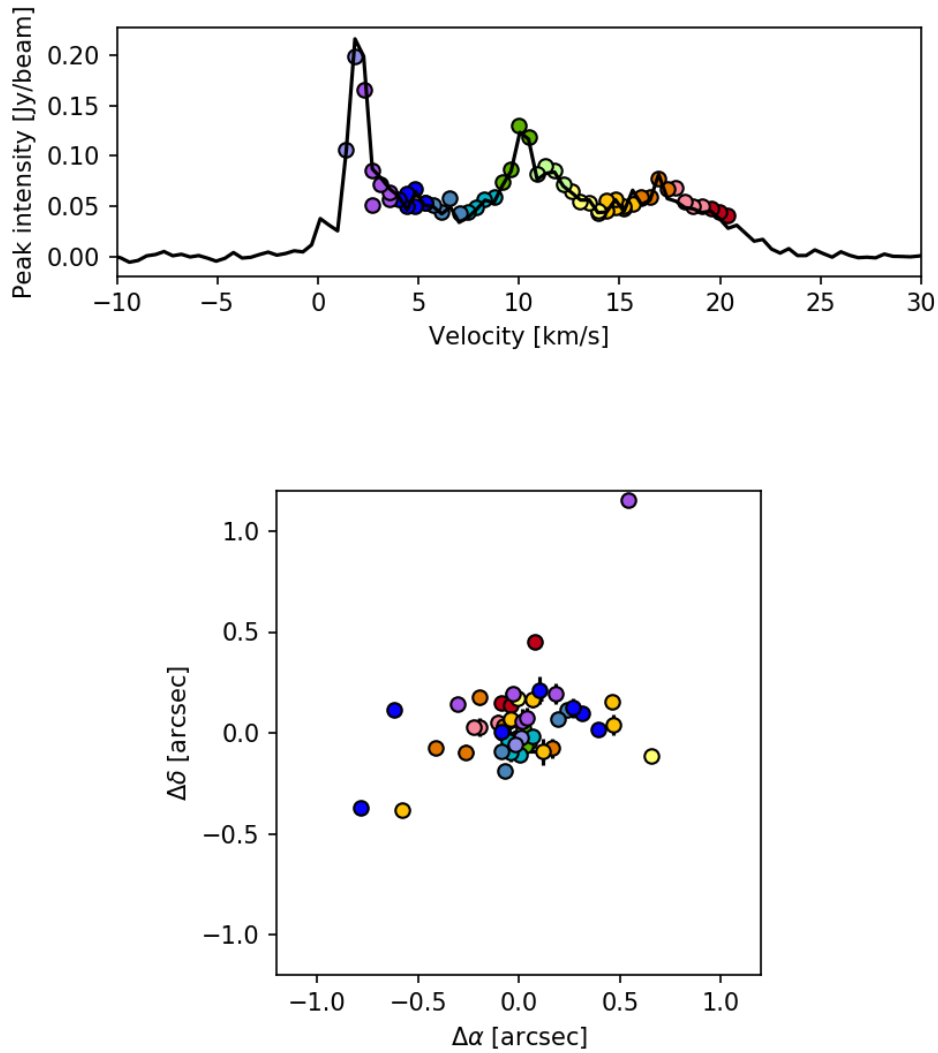 0.20
0.15
0.10
0.05
0.00
Peak intensity [Jy/beam]
−10 −5 0 5 10 15 20 25 30
Velocity [km/s]
1.0
0.5
0.0
−0.5
−1.0
Δδ [arcsec]
−1.0 −0.5 0.0 0.5 1.0
Δα [arcsec]